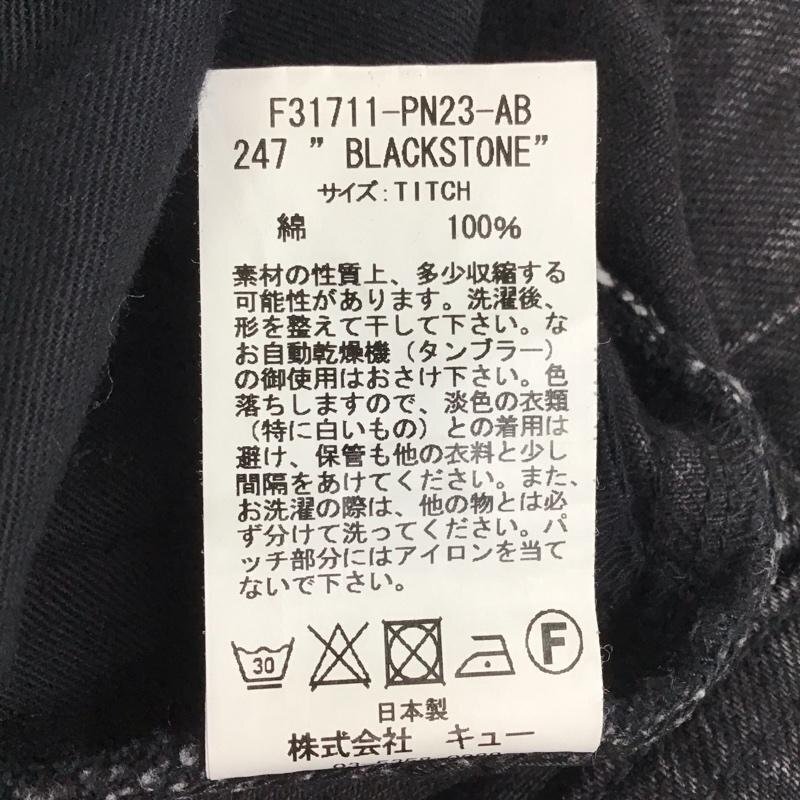 F31711-PN23-AB
247 ” BLACKSTONE”
サイズ:TITCH
綿 100%
素材の性質上、多少収縮する
可能性があります。洗濯後、
形を整えて干して下さい。な
お自動乾燥機（タンブラー）
の御使用はおさけ下さい。色
落ちしますので、淡色の衣類
（特に白いもの）との着用は
避け、保管も他の衣料と少し
間隔をあけてください。また、
お洗濯の際は、他の物とは必
ず分けて洗ってください。パ
ッチ部分にはアイロンを当て
ないで下さい。
30 F
日本製
株式会社 キュー